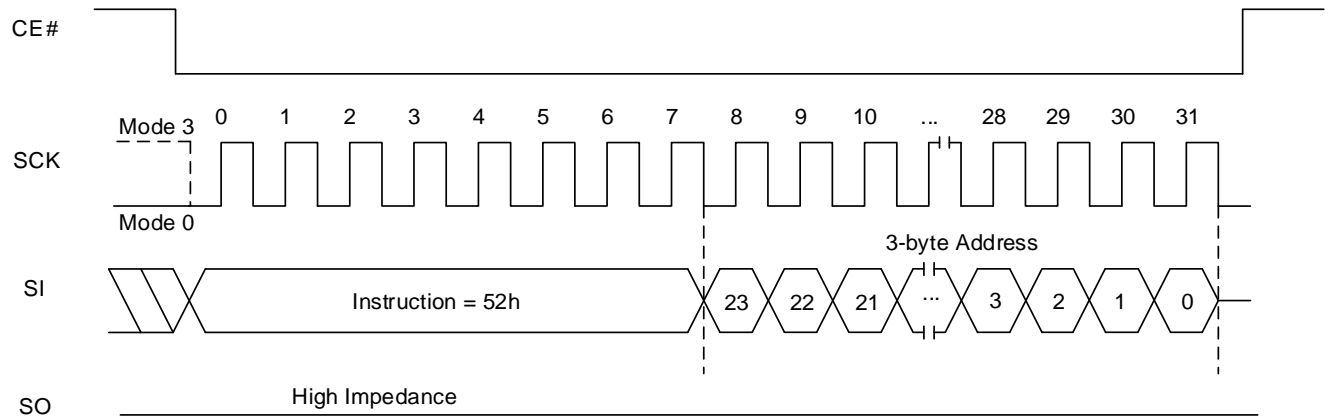 CE#
0 1 2 3 4 5 6 7 8 9 10 ... 28 29 30 31
Mode 3
SCK
Mode 0
3-byte Address
SI
Instruction = 52h
23 22 21 ... 3 2 1 0
High Impedance
SO